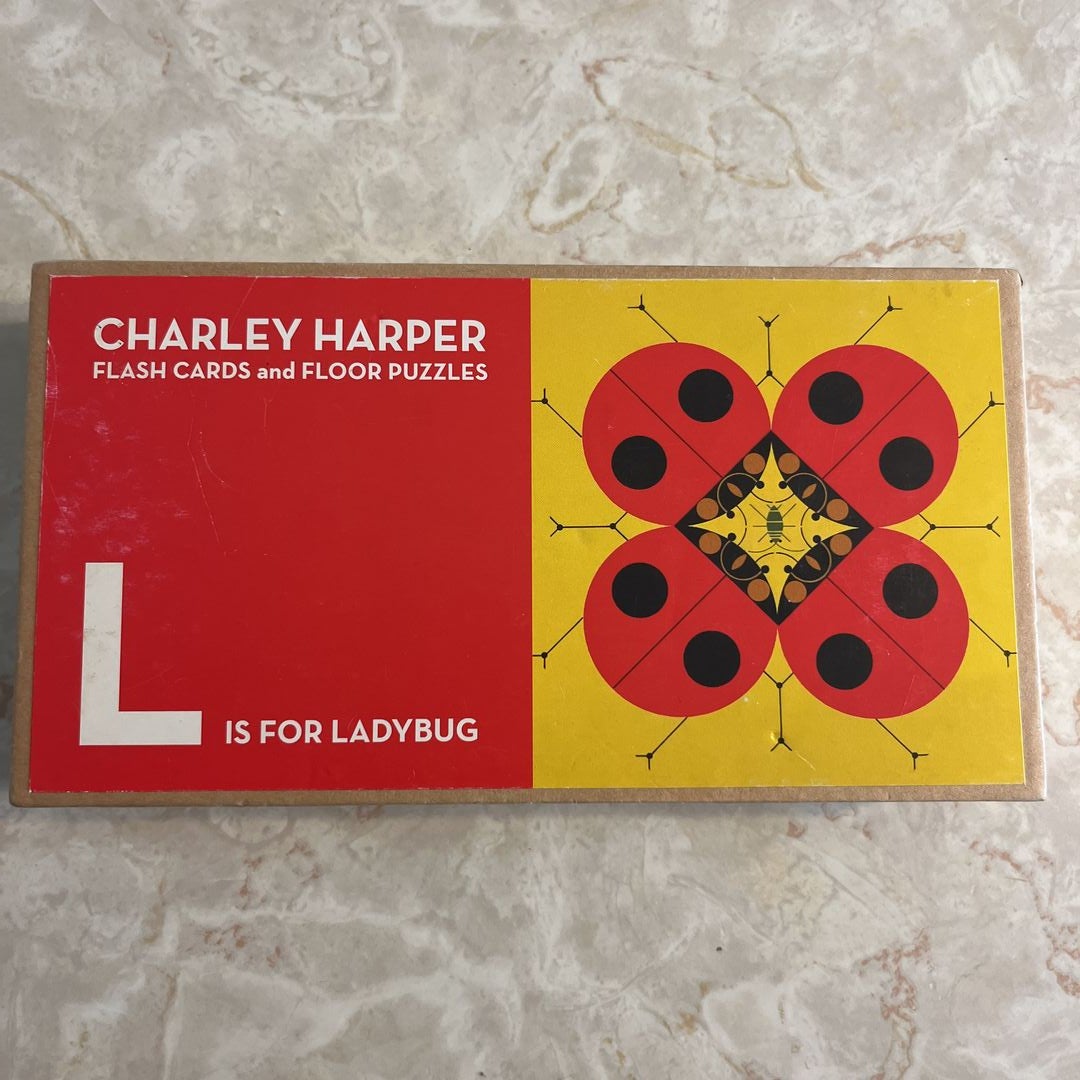 CHARLEY HARPER
FLASH CARDS and FLOOR PUZZLES
L IS FOR LADYBUG